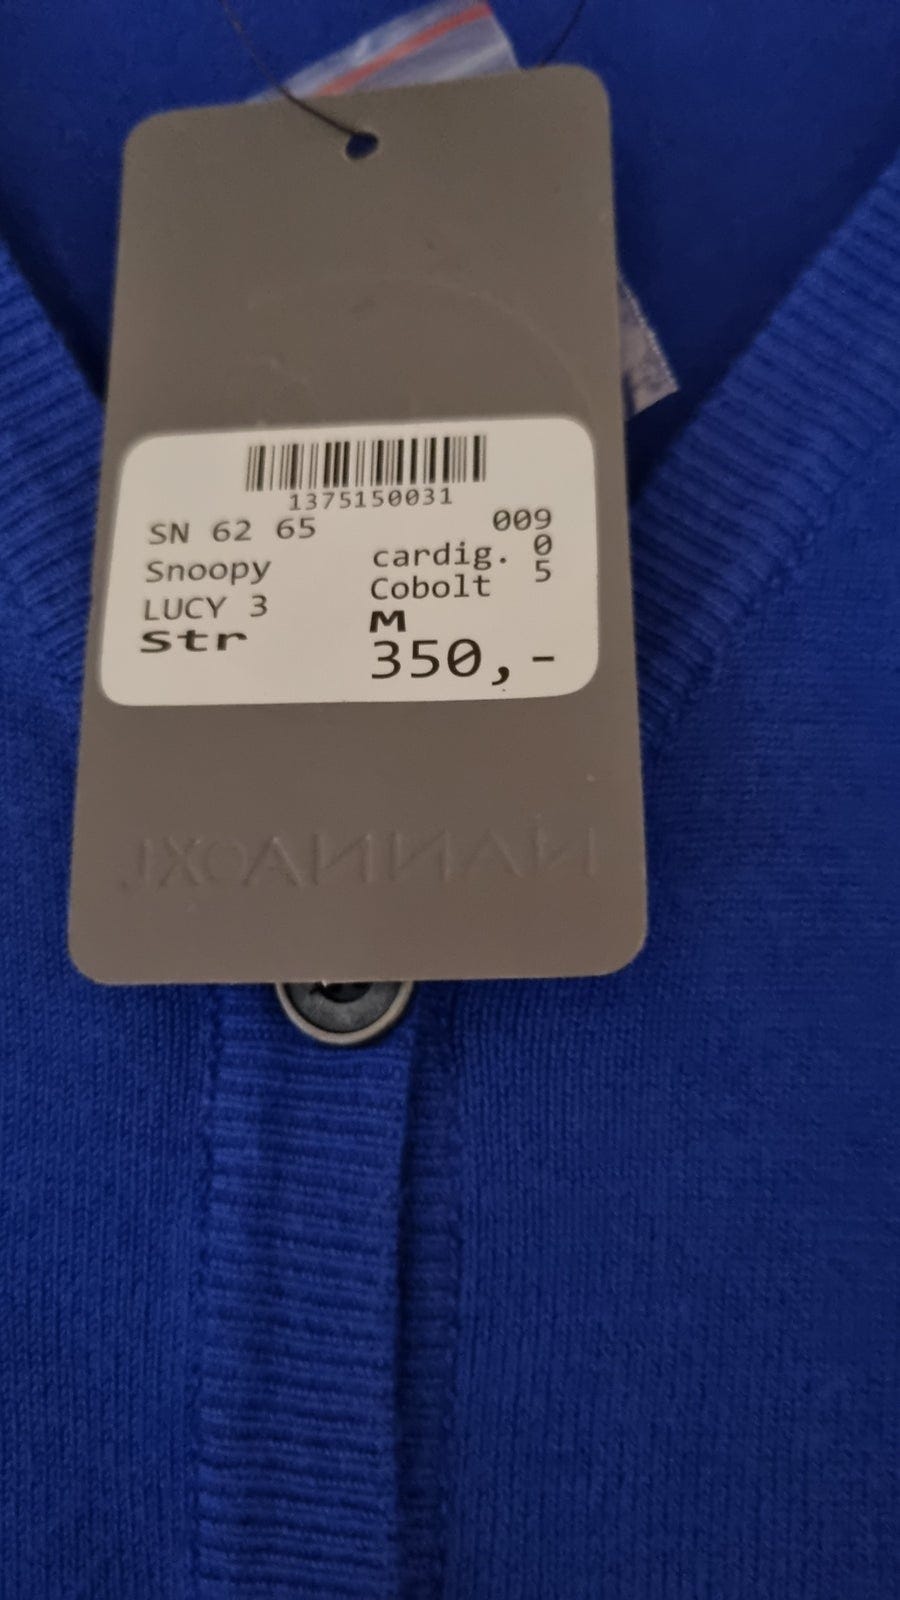 1375150031
SN 62 65 009
Snoopy cardig. 0
LUCY 3 Cobolt 5
Str M
350,-